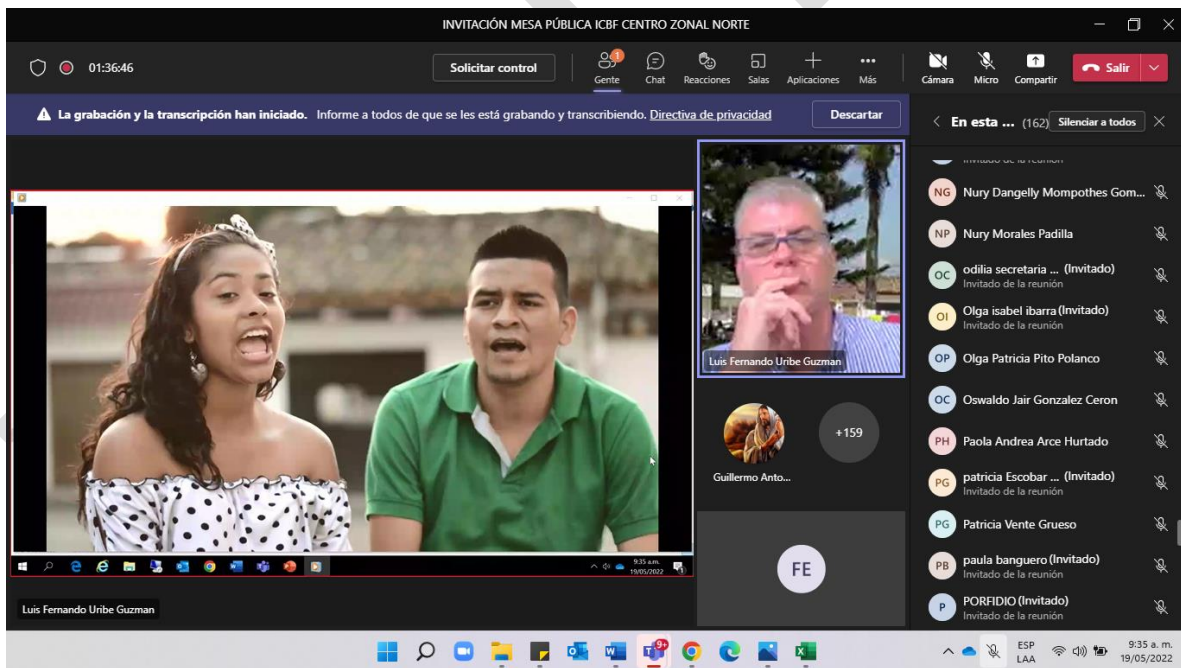 INVITACIÓN MESA PÚBLICA ICBF CENTRO ZONAL NORTE
01:36:46
Solicitar control
1
Gente
Chat
Reacciones
Salas
Aplicaciones
Más
Cámara
Micro
Compartir
Salir
La grabación y la transcripción han iniciado. Informe a todos de que se les está grabando y transcribiendo. Directiva de privacidad
Descartar
En esta ... (162)
Silenciar a todos
Invitado de la reunión
NG Nury Dangelly Mompothes Gom...
NP Nury Morales Padilla
OC odilia secretaria ... (Invitado)
Invitado de la reunión
OI Olga isabel ibarra (Invitado)
Invitado de la reunión
OP Olga Patricia Pito Polanco
OC Oswaldo Jair Gonzalez Ceron
PH Paola Andrea Arce Hurtado
PG patricia Escobar ... (Invitado)
Invitado de la reunión
PG Patricia Vente Grueso
PB paula banguero (Invitado)
Invitado de la reunión
P PORFIDIO (Invitado)
Invitado de la reunión
Luis Fernando Uribe Guzman
Guillermo Anto...
+159
FE
9:35 a.m.
19/05/2022
Luis Fernando Uribe Guzman
9+
ESP
LAA
9:35 a. m.
19/05/2022